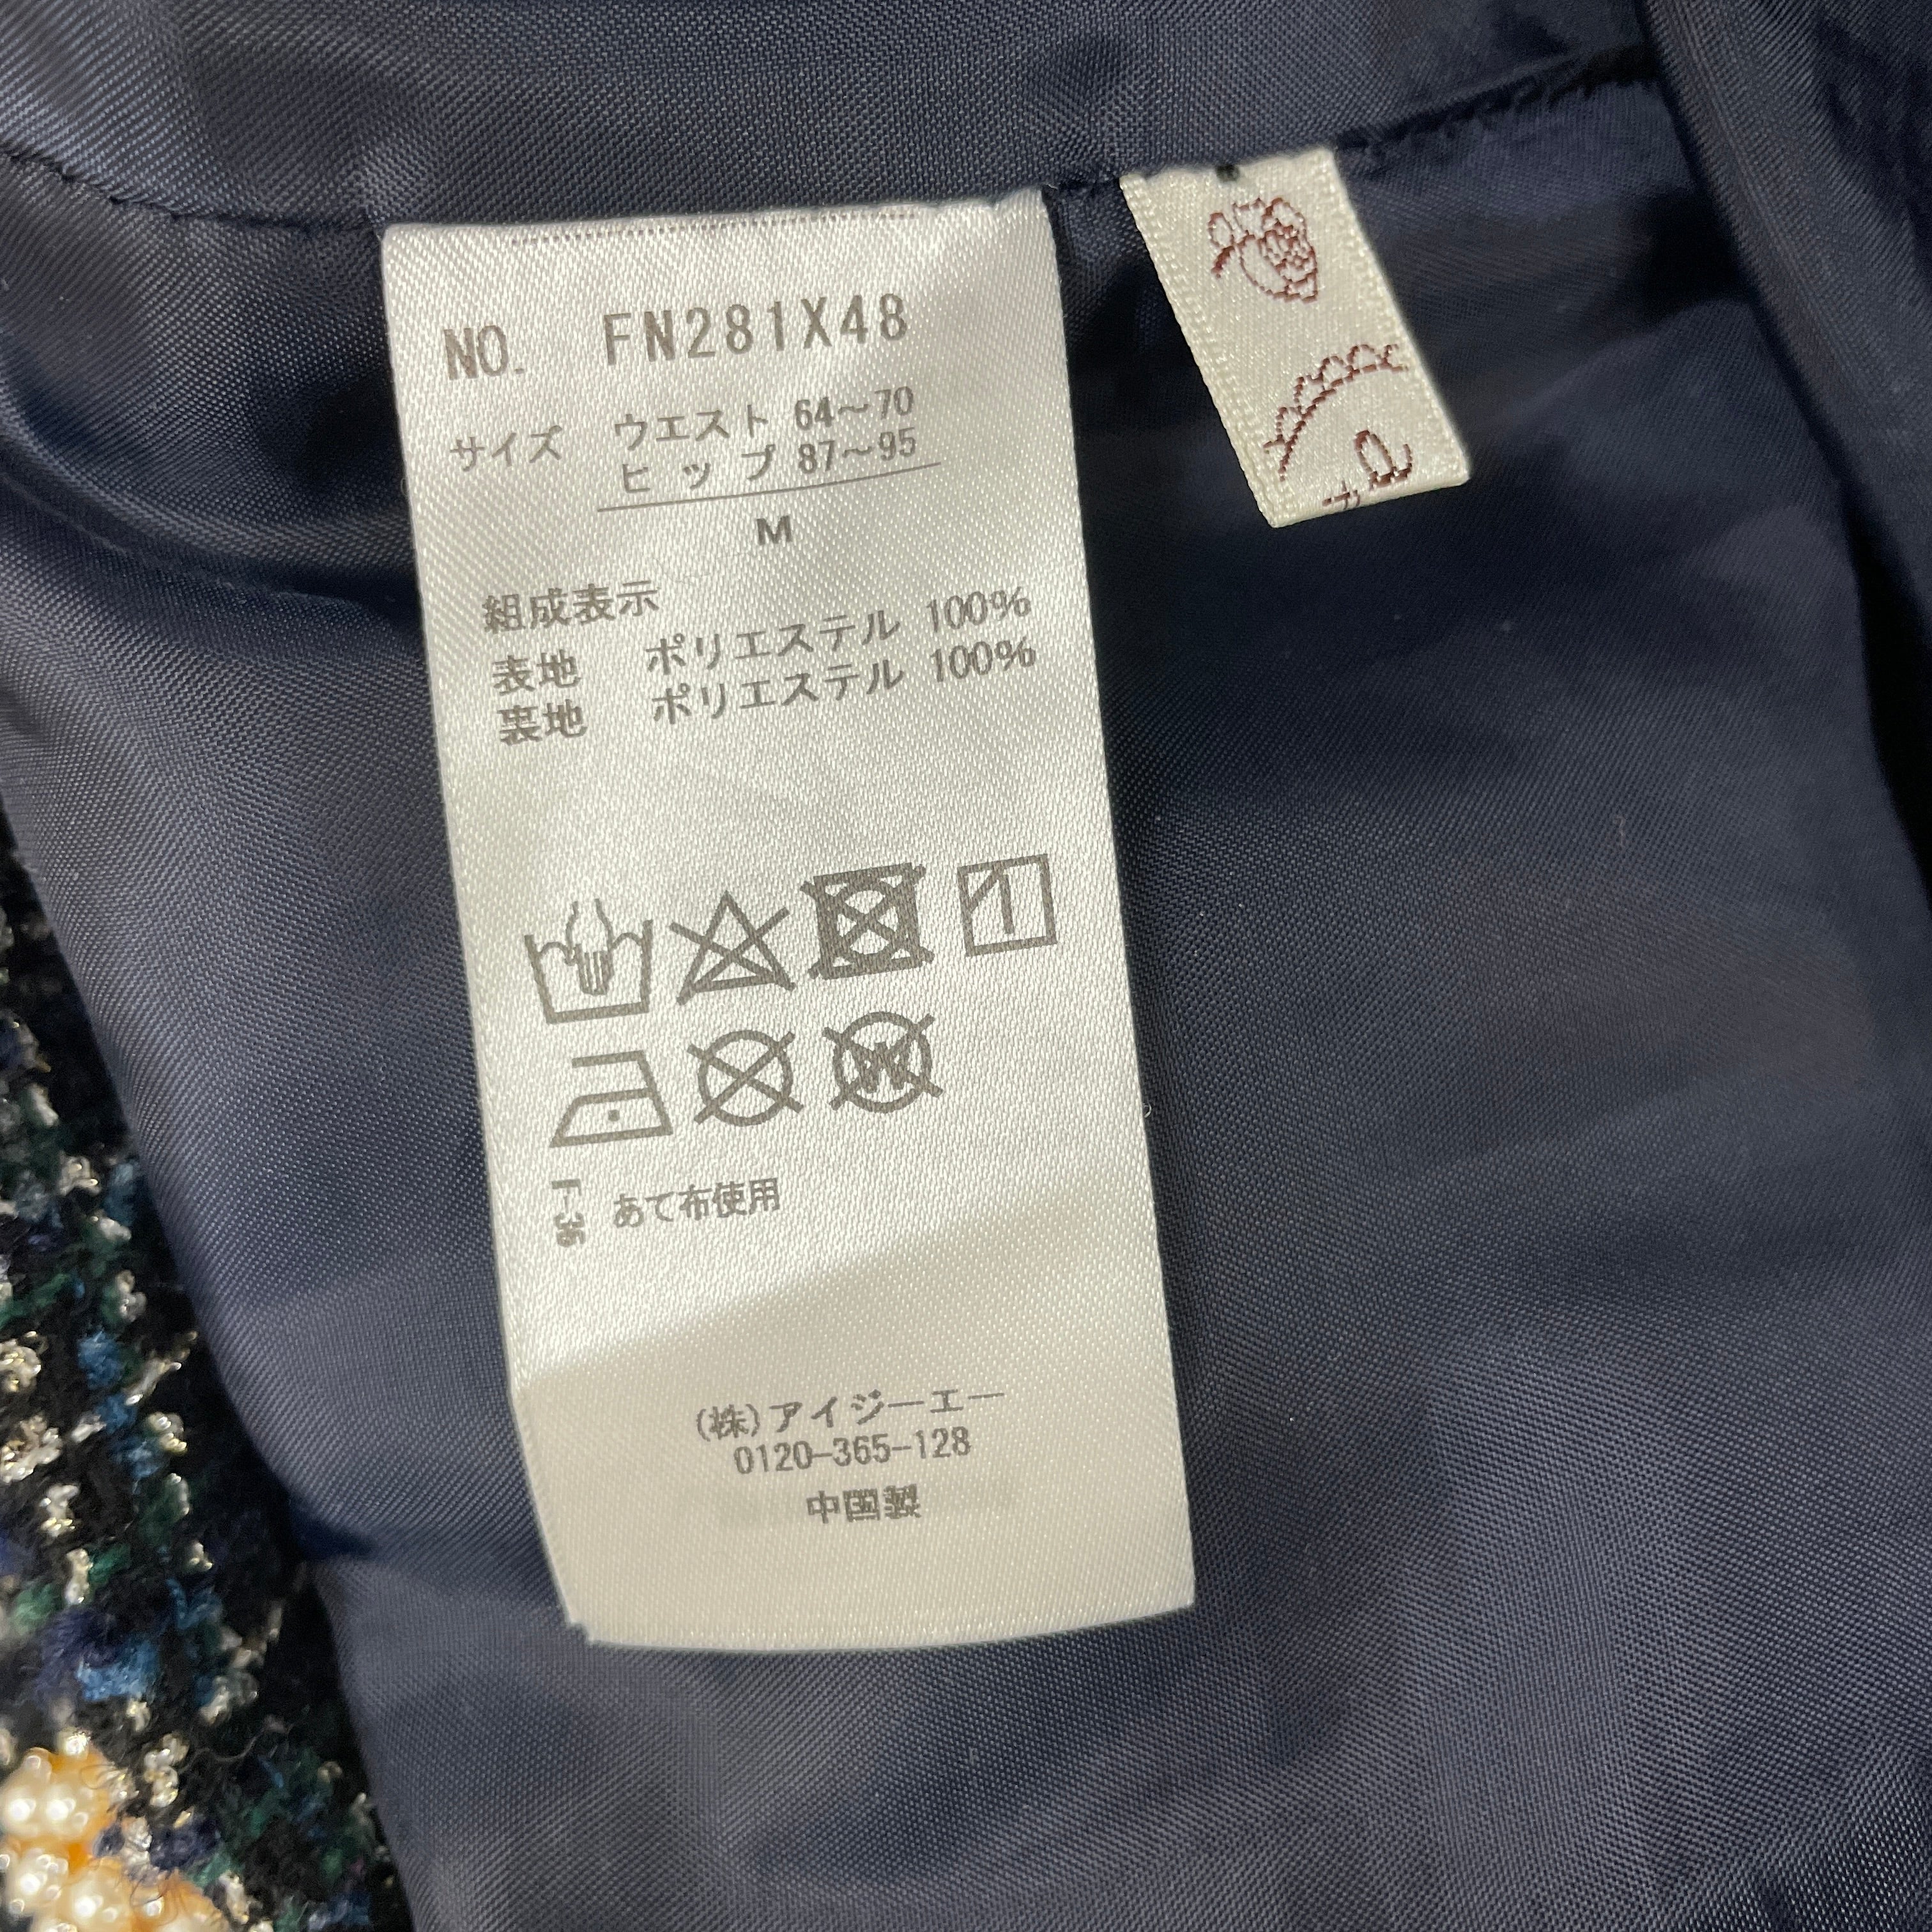 NO. FN281X48
サイズ ウエスト 64～70
ヒップ 87～95
M
組成表示
表地 ポリエステル 100%
裏地 ポリエステル 100%
W
T-36 あて布使用
(株)アイジーエー
0120-365-128
中国製